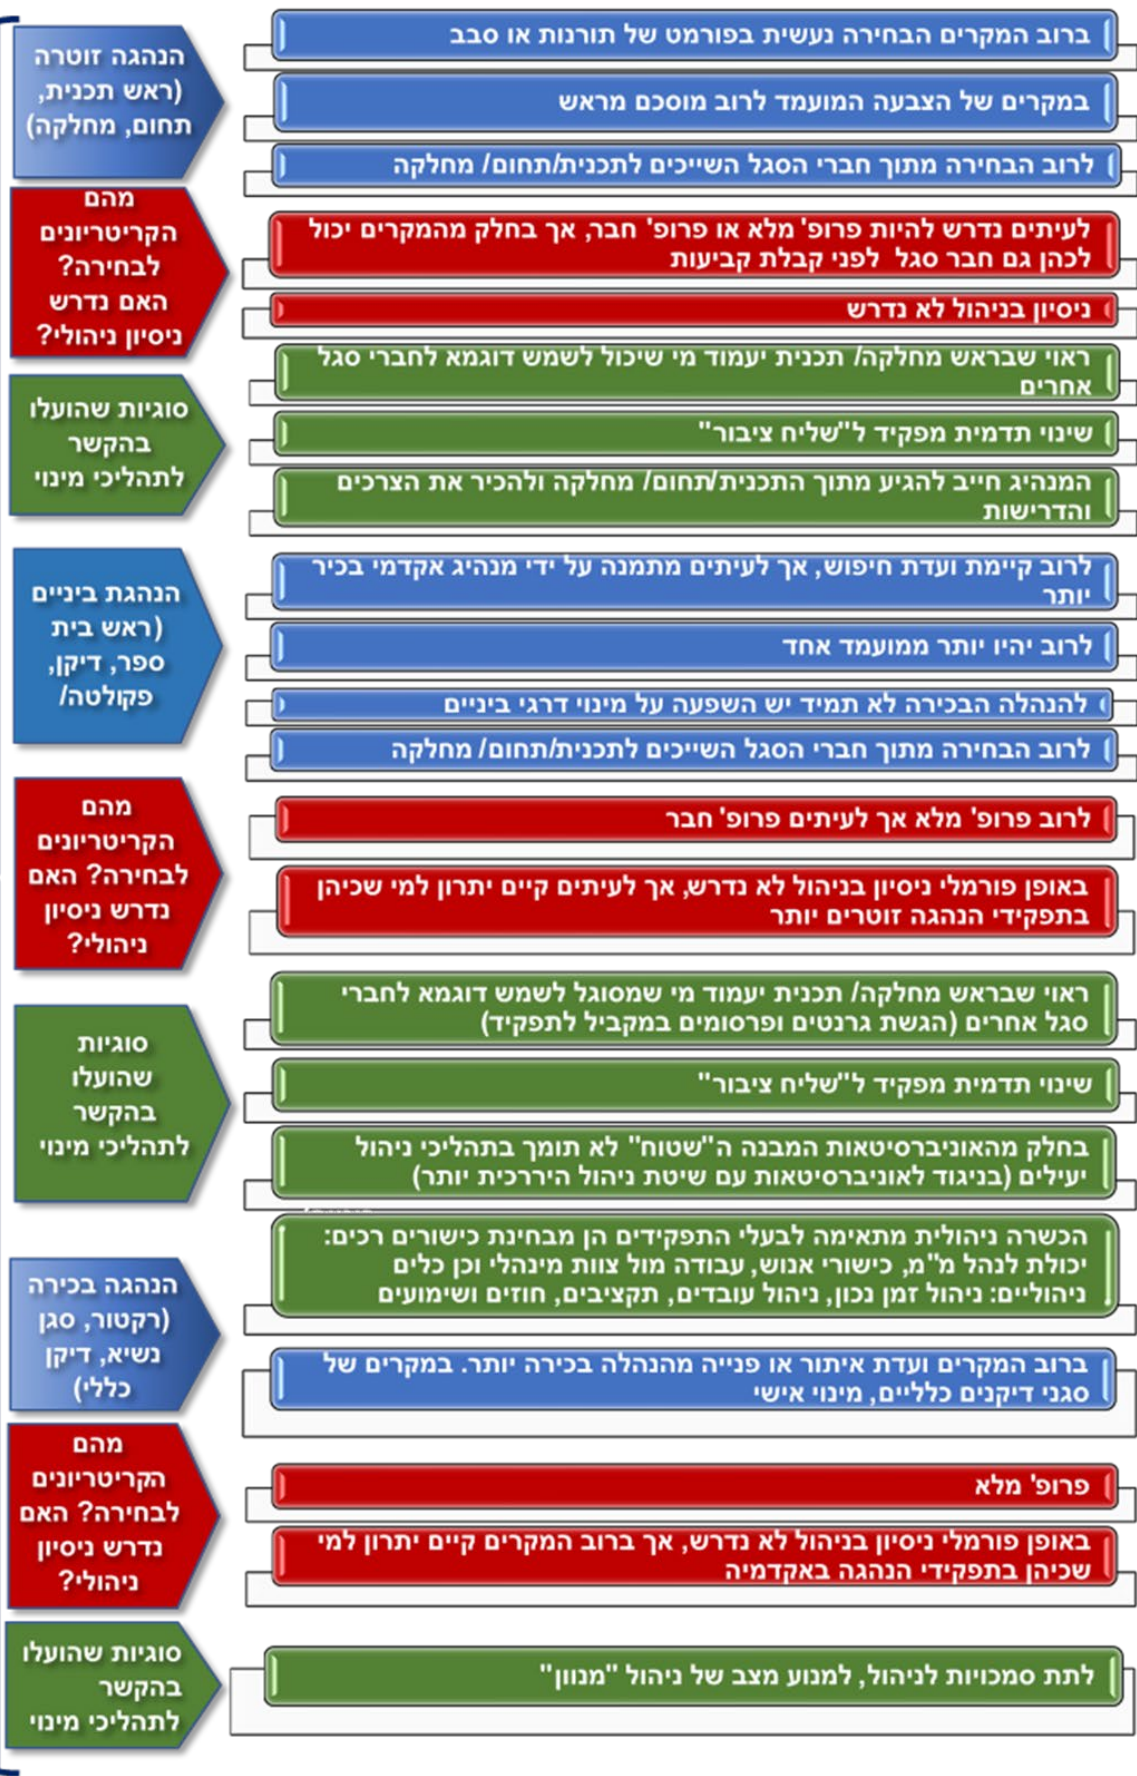 הנהגה זוטרה
(ראש תכנית,
תחום, מחלקה)
ברוב המקרים הבחירה נעשית בפורמט של תורנות או סבב
במקרים של הצבעה המועמד לרוב מוסכם מראש
לרוב הבחירה מתוך חברי הסגל השייכים לתכנית/תחום/ מחלקה
מהם
הקריטריונים
לבחירה?
האם נדרש
ניסיון ניהולי?
לעיתים נדרש להיות פרופ' מלא או פרופ' חבר, אך בחלק מהמקרים יכול
לכהן גם חבר סגל לפני קבלת קביעות
ניסיון בניהול לא נדרש
סוגיות שהועלו
בהקשר
לתהליכי מינוי
ראוי שבראש מחלקה/ תכנית יעמוד מי שיכול לשמש דוגמא לחברי סגל
אחרים
שינוי תדמית מפקיד ל"שליח ציבור"
המנהיג חייב להגיע מתוך התכנית/תחום/ מחלקה ולהכיר את הצרכים
והדרישות
הנהגת ביניים
(ראש בית
ספר, דיקן,
פקולטה/
לרוב קיימת ועדת חיפוש, אך לעיתים מתמנה על ידי מנהיג אקדמי בכיר
יותר
לרוב יהיו יותר ממועמד אחד
להנהלה הבכירה לא תמיד יש השפעה על מינוי דרגי ביניים
לרוב הבחירה מתוך חברי הסגל השייכים לתכנית/תחום/ מחלקה
מהם
הקריטריונים
לבחירה? האם
נדרש ניסיון
ניהולי?
לרוב פרופ' מלא אך לעיתים פרופ' חבר
באופן פורמלי ניסיון בניהול לא נדרש, אך לעיתים קיים יתרון למי שכיהן
בתפקידי הנהגה זוטרים יותר
סוגיות
שהועלו
בהקשר
לתהליכי מינוי
ראוי שבראש מחלקה/ תכנית יעמוד מי שמסוגל לשמש דוגמא לחברי
סגל אחרים (הגשת גרנטים ופרסומים במקביל לתפקיד)
שינוי תדמית מפקיד ל"שליח ציבור"
בחלק מהאוניברסיטאות המבנה ה"שטוח" לא תומך בתהליכי ניהול
יעילים (בניגוד לאוניברסיטאות עם שיטת ניהול היררכית יותר)
הכשרה ניהולית מתאימה לבעלי התפקידים הן מבחינת כישורים רכים:
יכולת לנהל מ"מ, כישורי אנוש, עבודה מול צוות מינהלי וכן כלים
ניהוליים: ניהול זמן נכון, ניהול עובדים, תקציבים, חוזים ושימועים
הנהגה בכירה
(רקטור, סגן
נשיא, דיקן
כללי)
ברוב המקרים ועדת איתור או פנייה מהנהלה בכירה יותר. במקרים של
סגני דיקנים כלליים, מינוי אישי
מהם
הקריטריונים
לבחירה? האם
נדרש ניסיון
ניהולי?
פרופ' מלא
באופן פורמלי ניסיון בניהול לא נדרש, אך ברוב המקרים קיים יתרון למי
שכיהן בתפקידי הנהגה באקדמיה
סוגיות שהועלו
בהקשר
לתהליכי מינוי
לתת סמכויות לניהול, למנוע מצב של ניהול "מנוון"